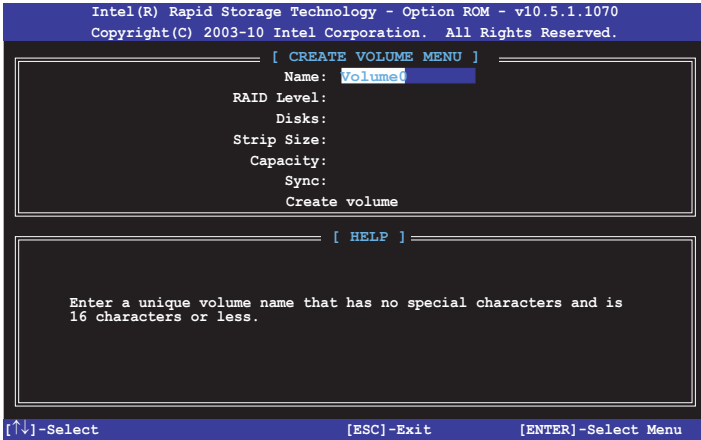 Intel(R) Rapid Storage Technology - Option ROM - v10.5.1.1070
Copyright(C) 2003-10 Intel Corporation. All Rights Reserved.
[ CREATE VOLUME MENU ]
Name: Volume0
RAID Level:
Disks:
Strip Size:
Capacity:
Sync:
Create volume
[ HELP ]
Enter a unique volume name that has no special characters and is
16 characters or less.
[↑↓]-Select [ESC]-Exit [ENTER]-Select Menu